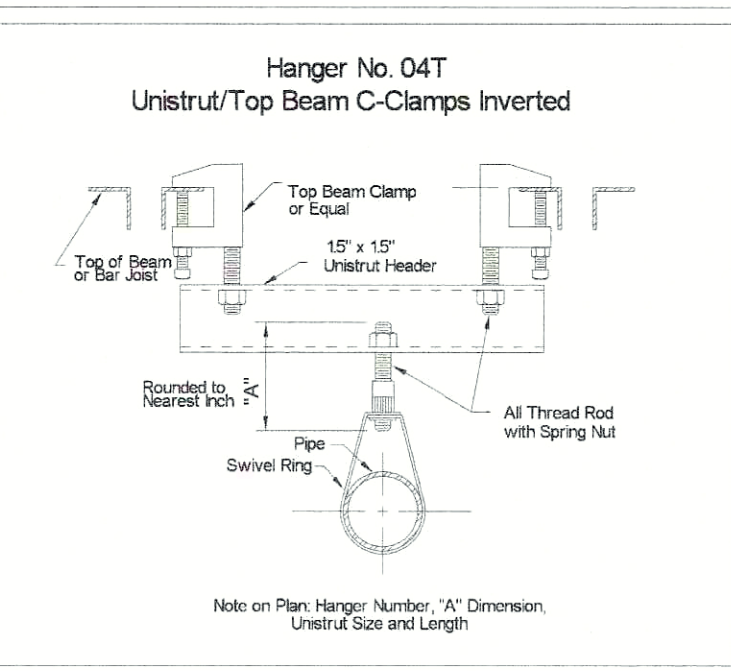 Hanger No. 04T
Unistrut/Top Beam C-Clamps Inverted
Top Beam Clamp
or Equal
Top of Beam
or Bar Joist
1.5" x 1.5"
Unistrut Header
Rounded to
Nearest Inch
"A"
All Thread Rod
with Spring Nut
Pipe
Swivel Ring
Note on Plan: Hanger Number, "A" Dimension,
Unistrut Size and Length